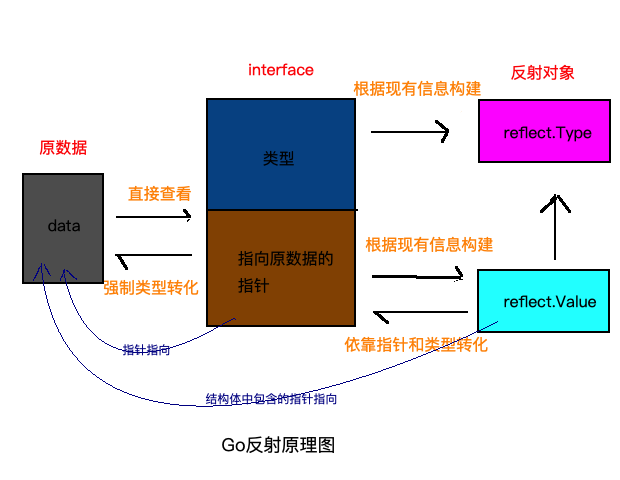 interface
反射对象
根据现有信息构建
reflect.Type
原数据
类型
直接查看
data
指向原数据的
指针
根据现有信息构建
强制类型转化
reflect.Value
依靠指针和类型转化
指针指向
结构体中包含的指针指向
Go反射原理图